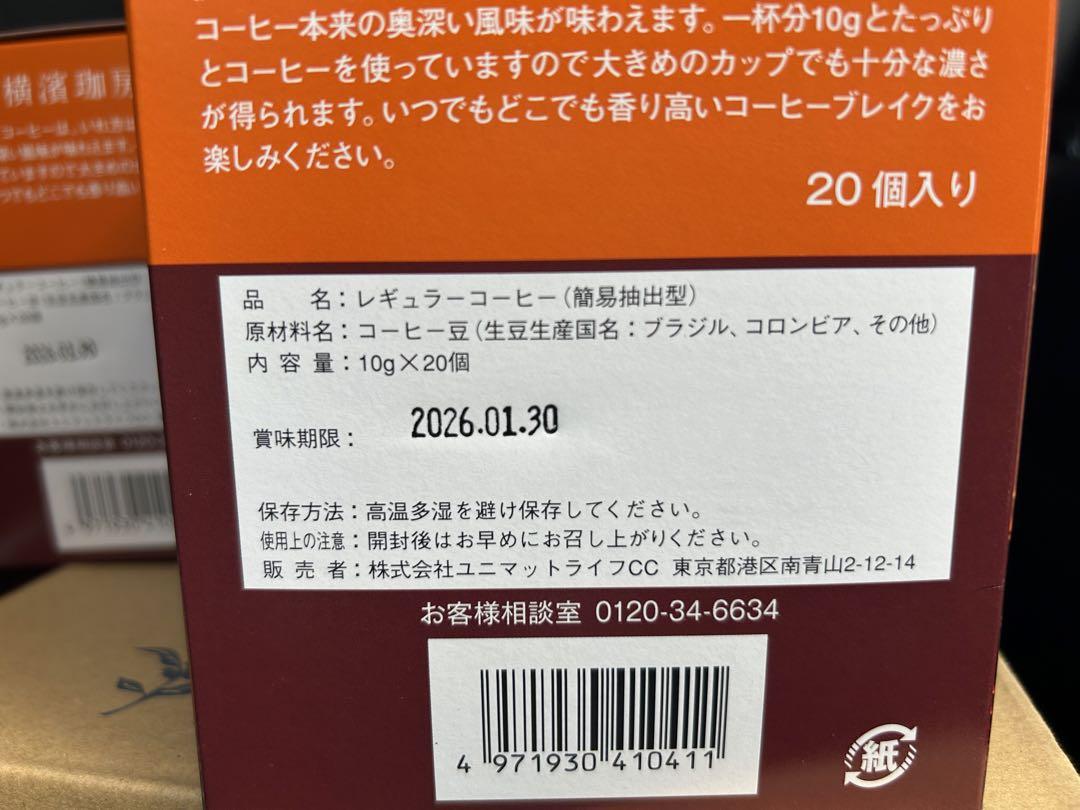 コーヒー本来の奥深い風味が味わえます。一杯分10gとたっぷり
とコーヒーを使っていますので大きめのカップでも十分な濃さ
が得られます。いつでもどこでも香り高いコーヒーブレイクをお
楽しみください。
20個入り
品 名：レギュラーコーヒー（簡易抽出型）
原材料名：コーヒー豆（生豆生産国名：ブラジル、コロンビア、その他）
内 容 量：10g×20個
賞味期限： 2026.01.30
保存方法：高温多湿を避け保存してください。
使用上の注意：開封後はお早めにお召し上がりください。
販 売 者：株式会社ユニマットライフCC 東京都港区南青山2-12-14
お客様相談室 0120-34-6634
4 971930 410411
紙
横濱珈房
2026.01.30